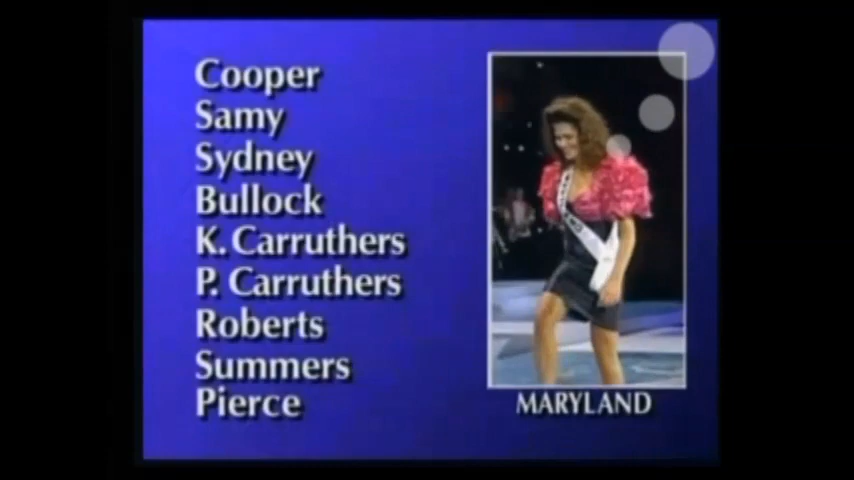 Cooper
Samy
Sydney
Bullock
K. Carruthers
P. Carruthers
Roberts
Summers
Pierce
MARYLAND